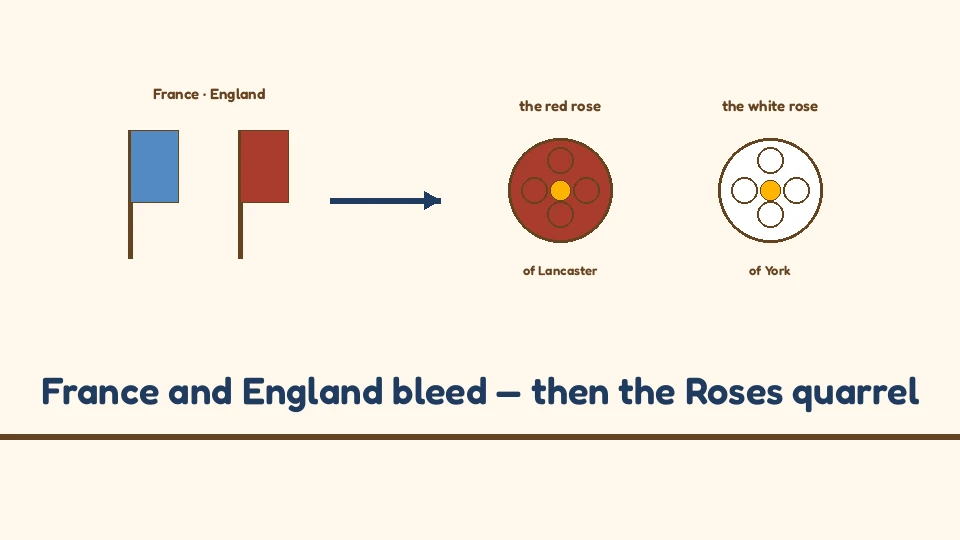 France · England
the red rose
the white rose
of Lancaster
of York
France and England bleed — then the Roses quarrel